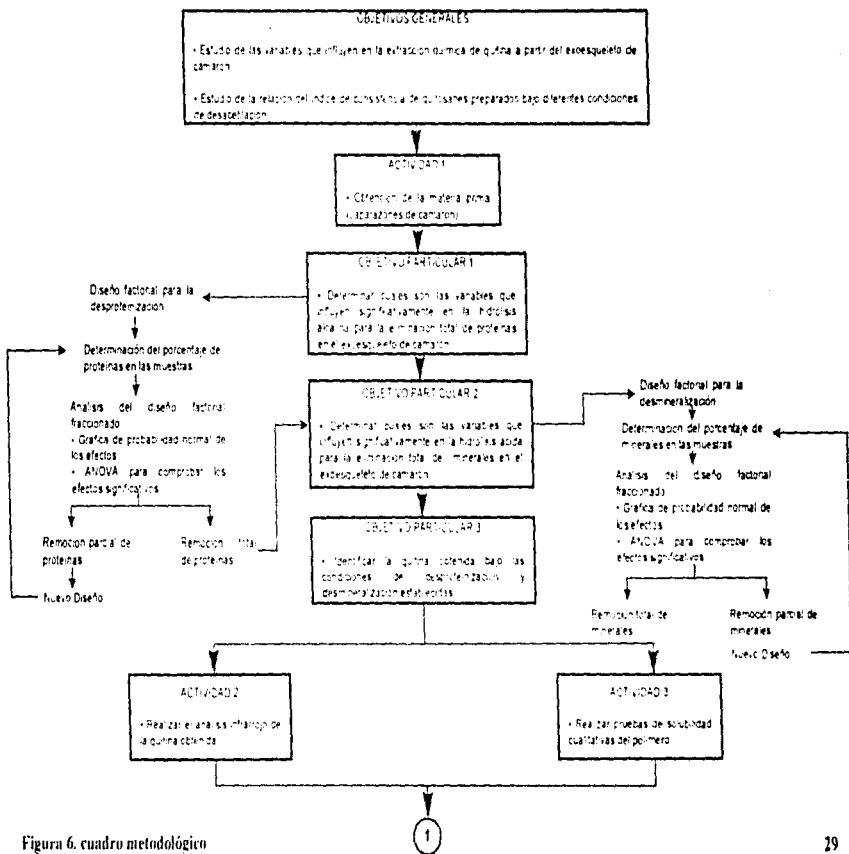 OBJETIVOS GENERALES
• Estudio de las variables que influyen en la extracción química de quitina a partir del exoesqueleto de
camarón
• Estudio de la relación del índice de consistencia de quitosanes preparados bajo diferentes condiciones
de desacetilación
ACTIVIDAD 1
• Obtención de la materia prima
(caparazones de camarón)
OBJETIVO PARTICULAR 1
• Determinar cuales son las variables que
influyen significativamente en la hidrólisis
alcalina para la eliminación total de proteínas
en el exoesqueleto de camarón
Diseño factorial para la
desproteinización
Determinación del porcentaje de
proteínas en las muestras
Analisis del diseño factorial
fraccionado
• Grafica de probabilidad normal de
los efectos
• ANOVA para comprobar los
efectos significativos
Remoción parcial de
proteínas
Remoción total
de proteínas
Nuevo Diseño
OBJETIVO PARTICULAR 2
• Determinar cuales son las variables que
influyen significativamente en la hidrólisis ácida
para la eliminación total de minerales en el
exoesqueleto de camarón
Diseño factorial para la
desmineralización
Determinación del porcentaje de
minerales en las muestras
Analisis del diseño factorial
fraccionado
• Grafica de probabilidad normal de
los efectos
• ANOVA para comprobar los
efectos significativos
Remoción total de
minerales
Remoción parcial de
minerales
Nuevo Diseño
OBJETIVO PARTICULAR 3
• Identificar la quitina obtenida bajo las
condiciones de desproteinización y
desmineralización establecidas
ACTIVIDAD 2
• Realizar el analisis infrarrojo de
la quitina obtenida
ACTIVIDAD 3
• Realizar pruebas de solubilidad
cualitativas del polímero
1
Figura 6. cuadro metodológico
29